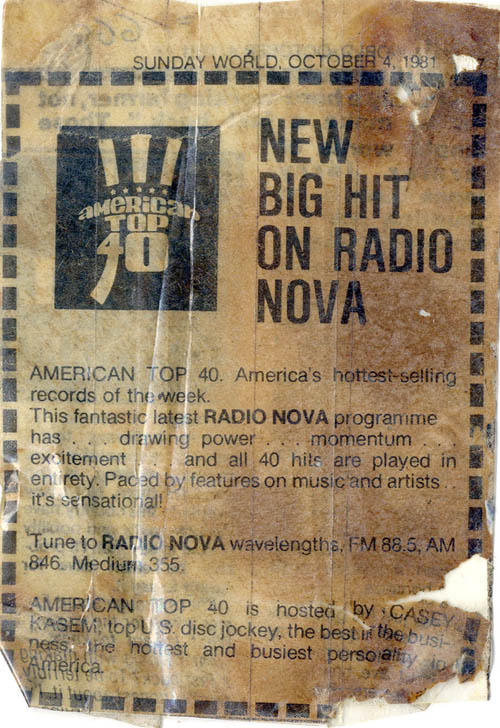 SUNDAY WORLD, OCTOBER 4, 1981
AMERICAN
TOP
40
NEW
BIG HIT
ON RADIO
NOVA
AMERICAN TOP 40. America's hottest-selling
records of the week.
This fantastic latest RADIO NOVA programme
has . . . drawing power . . . momentum . . .
excitement . . . and all 40 hits are played in
entirety. Paced by features on music and artists . .
it's sensational!
Tune to RADIO NOVA wavelengths, FM 88.5, AM
846. Medium 355.
AMERICAN TOP 40 is hosted by CASEY
KASEM, top U.S. disc jockey, the best in the busi-
ness, the hottest and busiest personality in
America.